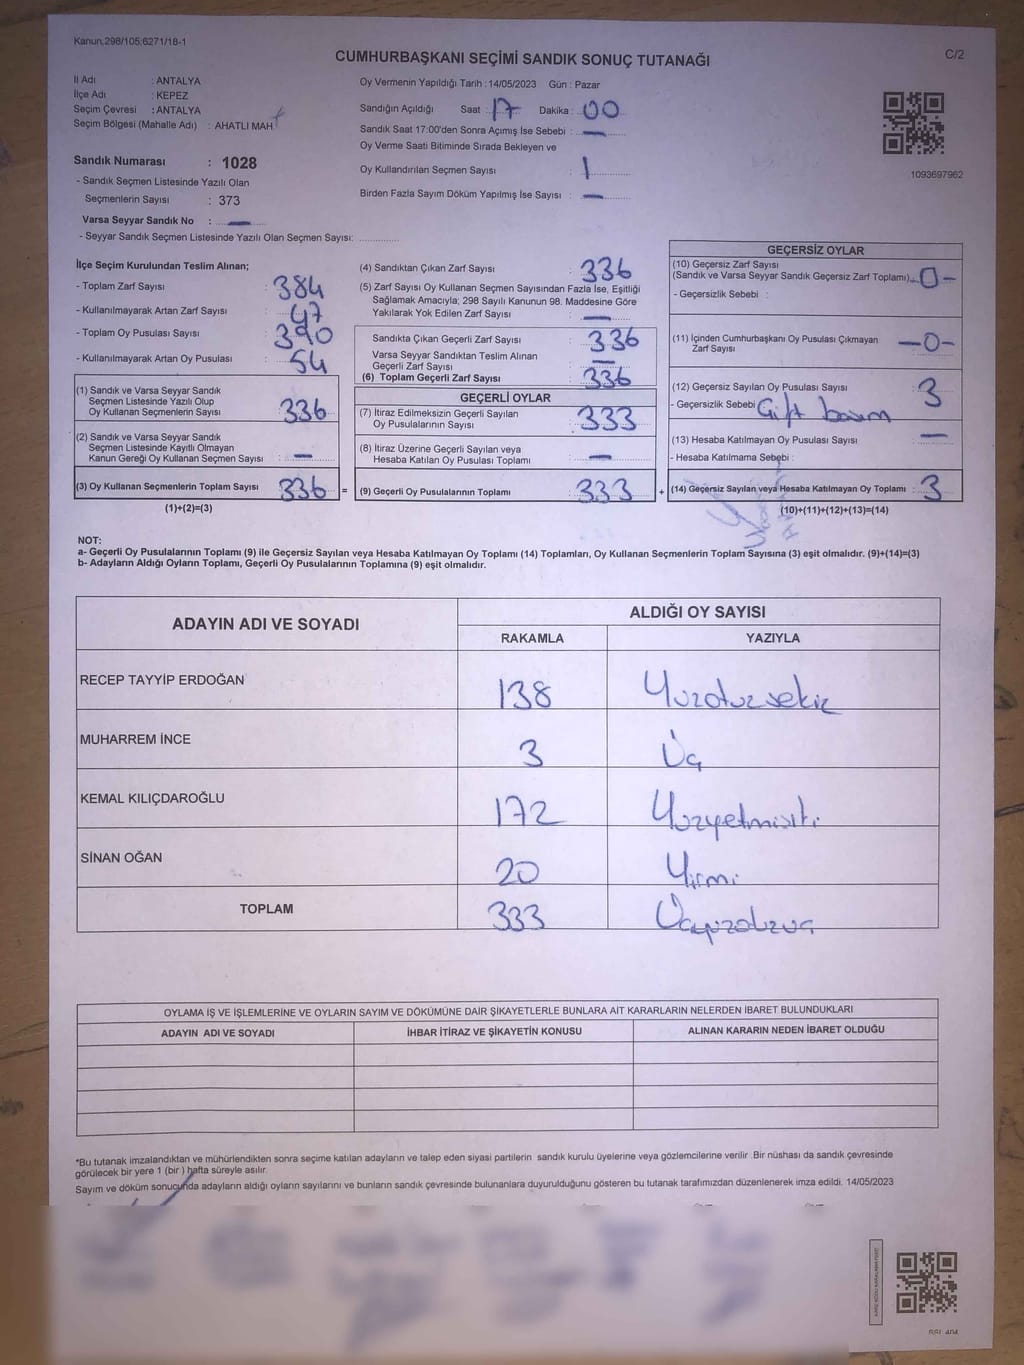 Kanun,298/105,6271/18-1
C/2
CUMHURBAŞKANI SEÇİMİ SANDIK SONUÇ TUTANAĞI
İl Adı : ANTALYA
İlçe Adı : KEPEZ
Seçim Çevresi : ANTALYA
Seçim Bölgesi (Mahalle Adı) : AHATLI MAH
Sandık Numarası : 1028
- Sandık Seçmen Listesinde Yazılı Olan
Seçmenlerin Sayısı : 373
Varsa Seyyar Sandık No : —
- Seyyar Sandık Seçmen Listesinde Yazılı Olan Seçmen Sayısı: ..............
Oy Vermenin Yapıldığı Tarih : 14/05/2023 Gün : Pazar
Sandığın Açıldığı Saat : 17 Dakika : 00
Sandık Saat 17:00'den Sonra Açımış İse Sebebi : —
Oy Verme Saati Bitiminde Sırada Bekleyen ve
Oy Kullandırılan Seçmen Sayısı : 1
Birden Fazla Sayım Döküm Yapılmış İse Sayısı : —
1093697962
İlçe Seçim Kurulundan Teslim Alınan;
- Toplam Zarf Sayısı : 384
- Kullanılmayarak Artan Zarf Sayısı : 47
- Toplam Oy Pusulası Sayısı : 390
- Kullanılmayarak Artan Oy Pusulası : 54
(1) Sandık ve Varsa Seyyar Sandık
Seçmen Listesinde Yazılı Olup
Oy Kullanan Seçmenlerin Sayısı : 336
(2) Sandık ve Varsa Seyyar Sandık
Seçmen Listesinde Kayıtlı Olmayan
Kanun Gereği Oy Kullanan Seçmen Sayısı : —
(3) Oy Kullanan Seçmenlerin Toplam Sayısı : 336 =
(1)+(2)=(3)
(4) Sandıktan Çıkan Zarf Sayısı : 336
(5) Zarf Sayısı Oy Kullanan Seçmen Sayısından Fazla İse, Eşitliği
Sağlamak Amacıyla; 298 Sayılı Kanunun 98. Maddesine Göre
Yakılarak Yok Edilen Zarf Sayısı : —
Sandıkta Çıkan Geçerli Zarf Sayısı : 336
Varsa Seyyar Sandıktan Teslim Alınan
Geçerli Zarf Sayısı : —
(6) Toplam Geçerli Zarf Sayısı : 336
GEÇERLİ OYLAR
(7) İtiraz Edilmeksizin Geçerli Sayılan
Oy Pusulalarının Sayısı : 333
(8) İtiraz Üzerine Geçerli Sayılan veya
Hesaba Katılan Oy Pusulası Toplamı : —
(9) Geçerli Oy Pusulalarının Toplamı : 333 +
GEÇERSİZ OYLAR
(10) Geçersiz Zarf Sayısı
(Sandık ve Varsa Seyyar Sandık Geçersiz Zarf Toplamı) : 0 -
- Geçersizlik Sebebi :
(11) İçinden Cumhurbaşkanı Oy Pusulası Çıkmayan
Zarf Sayısı — 0 -
(12) Geçersiz Sayılan Oy Pusulası Sayısı : 3
- Geçersizlik Sebebi : Çift basım
(13) Hesaba Katılmayan Oy Pusulası Sayısı : —
- Hesaba Katılmama Sebebi :
(14) Geçersiz Sayılan veya Hesaba Katılmayan Oy Toplamı : 3
(10)+(11)+(12)+(13)=(14)
NOT:
a- Geçerli Oy Pusulalarının Toplamı (9) ile Geçersiz Sayılan veya Hesaba Katılmayan Oy Toplamı (14) Toplamları, Oy Kullanan Seçmenlerin Toplam Sayısına (3) eşit olmalıdır. (9)+(14)=(3)
b- Adayların Aldığı Oyların Toplamı, Geçerli Oy Pusulalarının Toplamına (9) eşit olmalıdır.
ADAYIN ADI VE SOYADI ALDIĞI OY SAYISI
RAKAMLA YAZIYLA
RECEP TAYYİP ERDOĞAN 138 Yüzotuzsekiz
MUHARREM İNCE 3 Üç
KEMAL KILIÇDAROĞLU 172 Yüzyetmişiki
SİNAN OĞAN 20 Yirmi
TOPLAM 333 Üçyüzotuzüç
OYLAMA İŞ VE İŞLEMLERİNE VE OYLARIN SAYIM VE DÖKÜMÜNE DAİR ŞİKAYETLERLE BUNLARA AİT KARARLARIN NELERDEN İBARET BULUNDUKLARI
ADAYIN ADI VE SOYADI İHBAR İTİRAZ VE ŞİKAYETİN KONUSU ALINAN KARARIN NEDEN İBARET OLDUĞU
*Bu tutanak imzalandıktan ve mühürlendikten sonra seçime katılan adayların ve talep eden siyasi partilerin sandık kurulu üyelerine veya gözlemcilerine verilir .Bir nüshası da sandık çevresinde
görülecek bir yere 1 (bir ) hafta süreyle asılır.
Sayım ve döküm sonucunda adayların aldığı oyların sayılarını ve bunların sandık çevresinde bulunanlara duyurulduğunu gösteren bu tutanak tarafımızdan düzenlenerek imza edildi. 14/05/2023